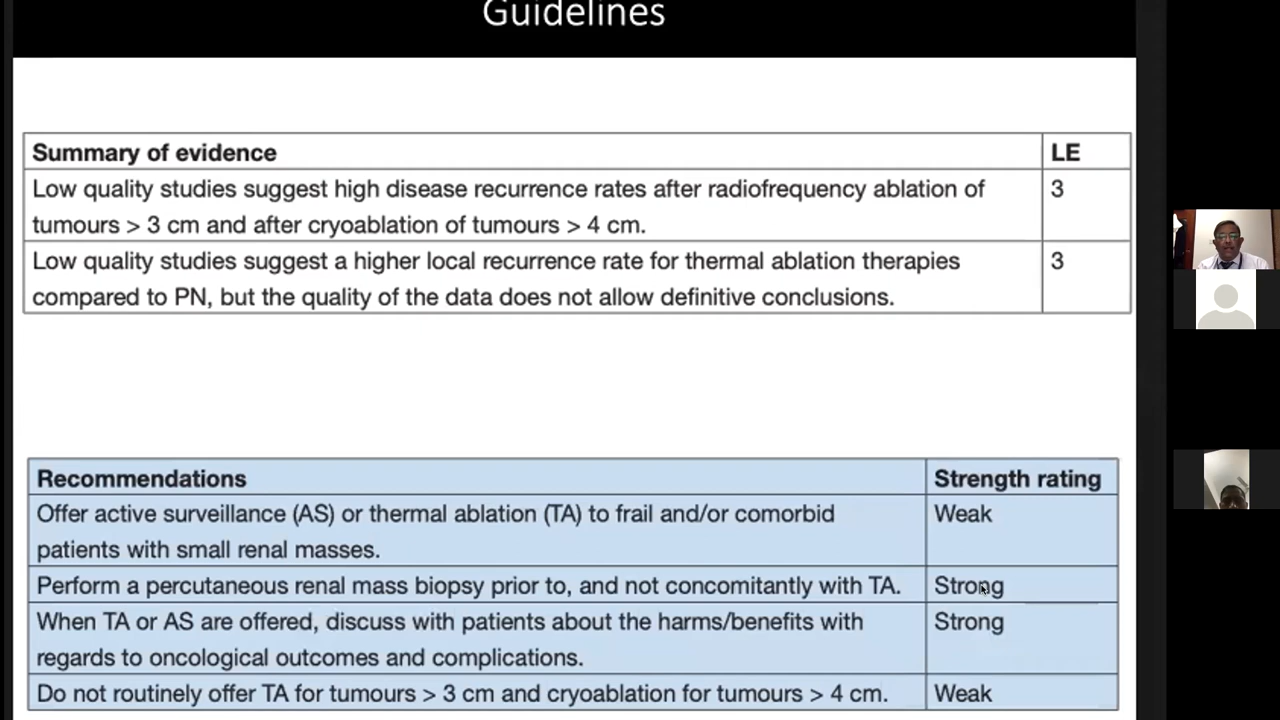 Guidelines
Summary of evidence LE
Low quality studies suggest high disease recurrence rates after radiofrequency ablation of 3
tumours > 3 cm and after cryoablation of tumours > 4 cm.
Low quality studies suggest a higher local recurrence rate for thermal ablation therapies 3
compared to PN, but the quality of the data does not allow definitive conclusions.
Recommendations Strength rating
Offer active surveillance (AS) or thermal ablation (TA) to frail and/or comorbid Weak
patients with small renal masses.
Perform a percutaneous renal mass biopsy prior to, and not concomitantly with TA. Strong
When TA or AS are offered, discuss with patients about the harms/benefits with Strong
regards to oncological outcomes and complications.
Do not routinely offer TA for tumours > 3 cm and cryoablation for tumours > 4 cm. Weak